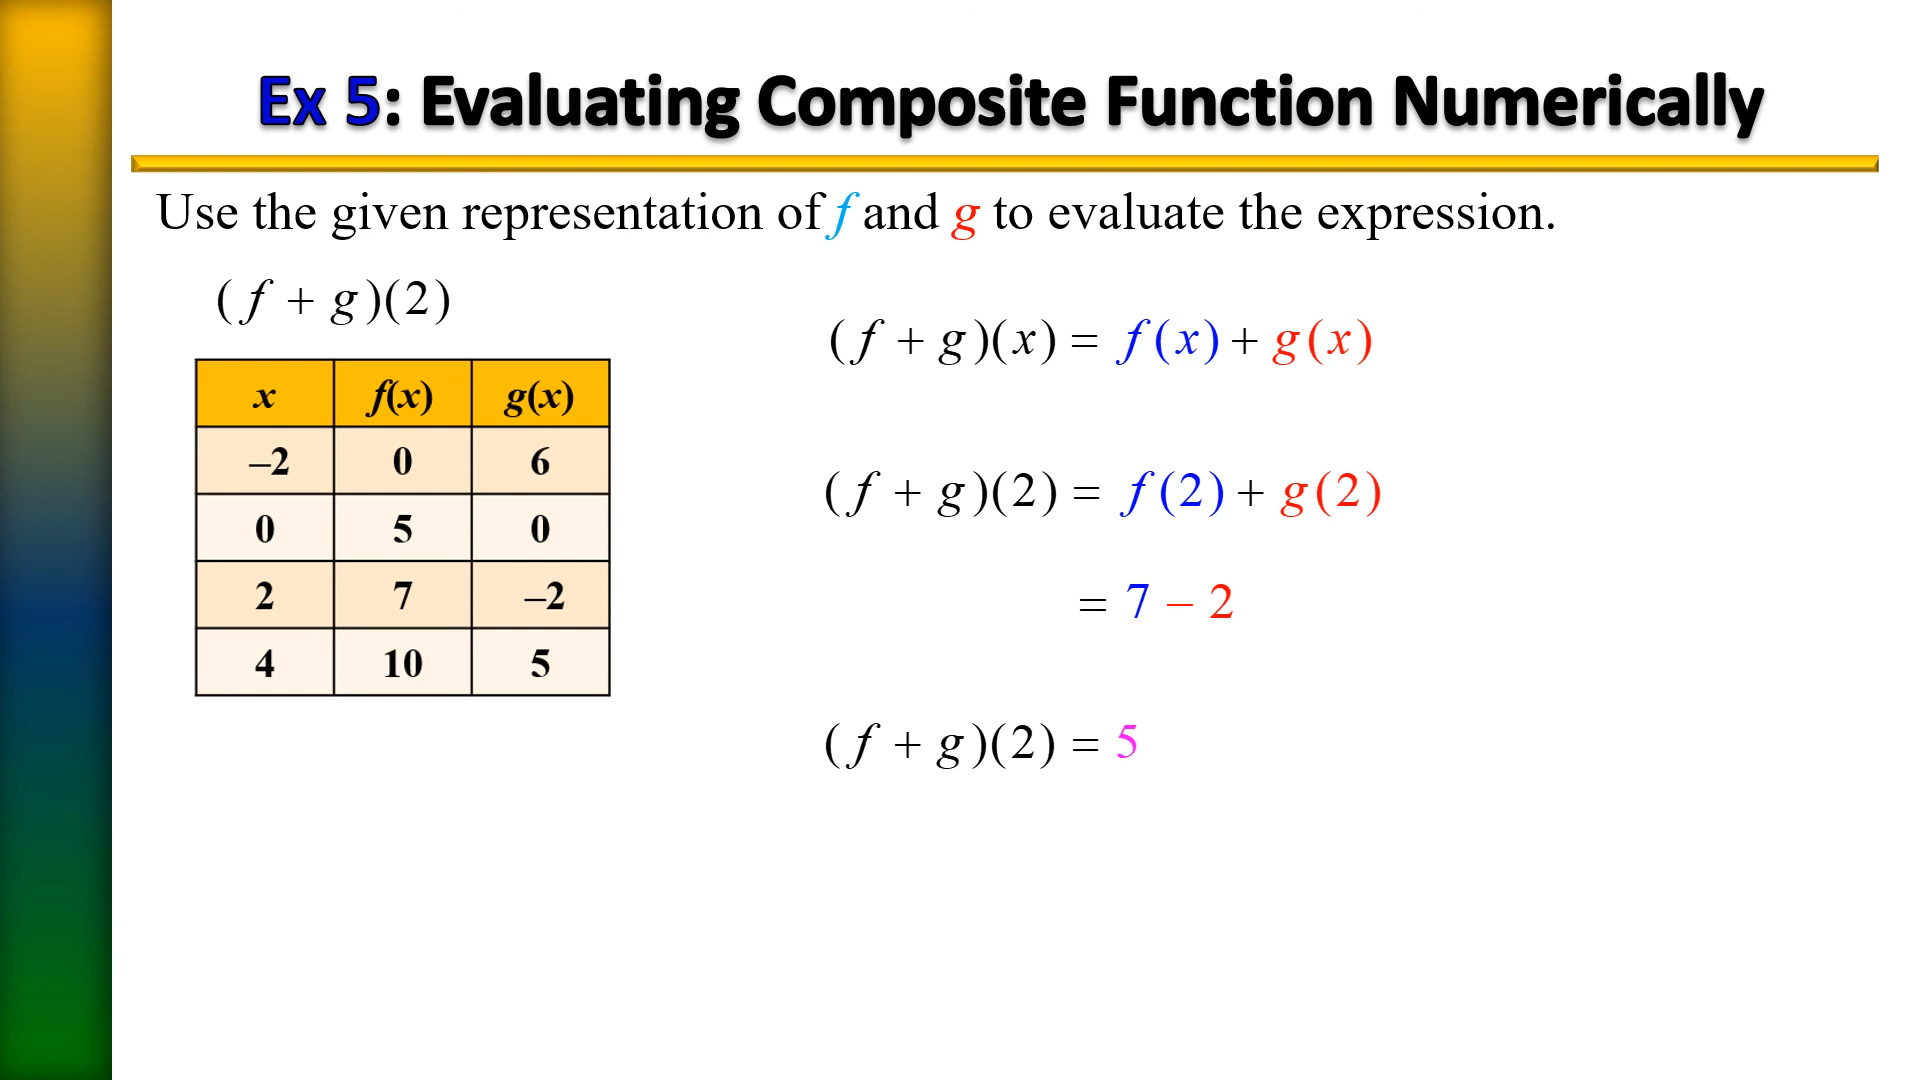 Ex 5: Evaluating Composite Function Numerically
Use the given representation of f and g to evaluate the expression.
(f + g)(2)
x f(x) g(x)
–2 0 6
0 5 0
2 7 –2
4 10 5
(f + g)(x) = f(x) + g(x)
(f + g)(2) = f(2) + g(2)
= 7 – 2
(f + g)(2) = 5